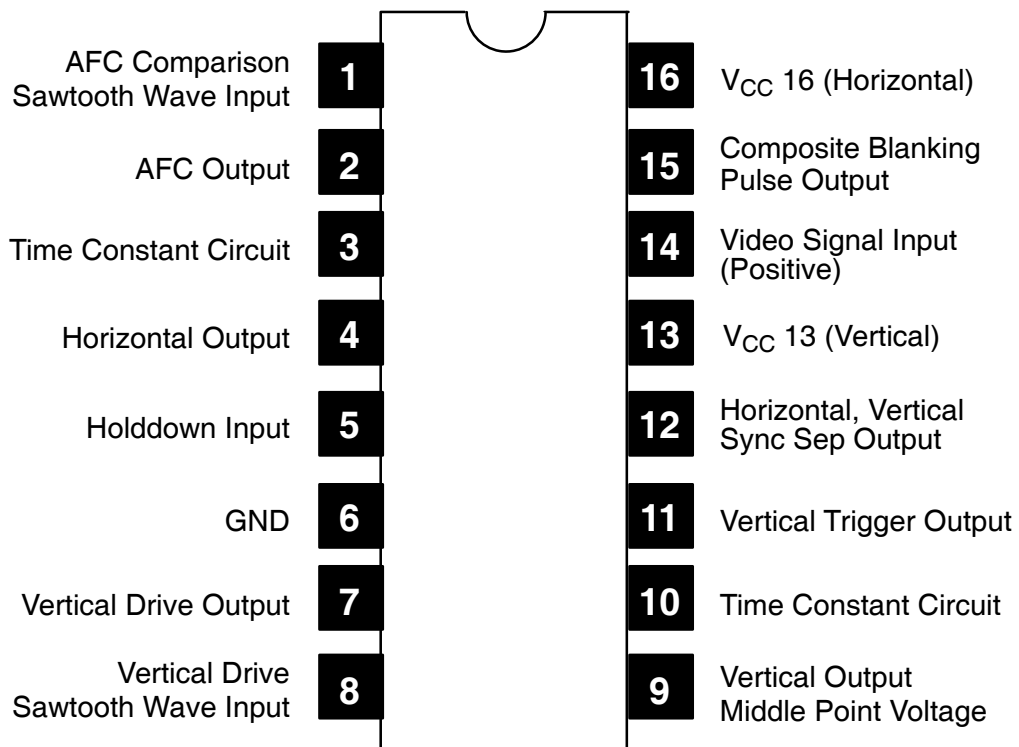 AFC Comparison
Sawtooth Wave Input
1
AFC Output
2
Time Constant Circuit
3
Horizontal Output
4
Holddown Input
5
GND
6
Vertical Drive Output
7
Vertical Drive
Sawtooth Wave Input
8
16
VCC 16 (Horizontal)
15
Composite Blanking
Pulse Output
14
Video Signal Input
(Positive)
13
VCC 13 (Vertical)
12
Horizontal, Vertical
Sync Sep Output
11
Vertical Trigger Output
10
Time Constant Circuit
9
Vertical Output
Middle Point Voltage